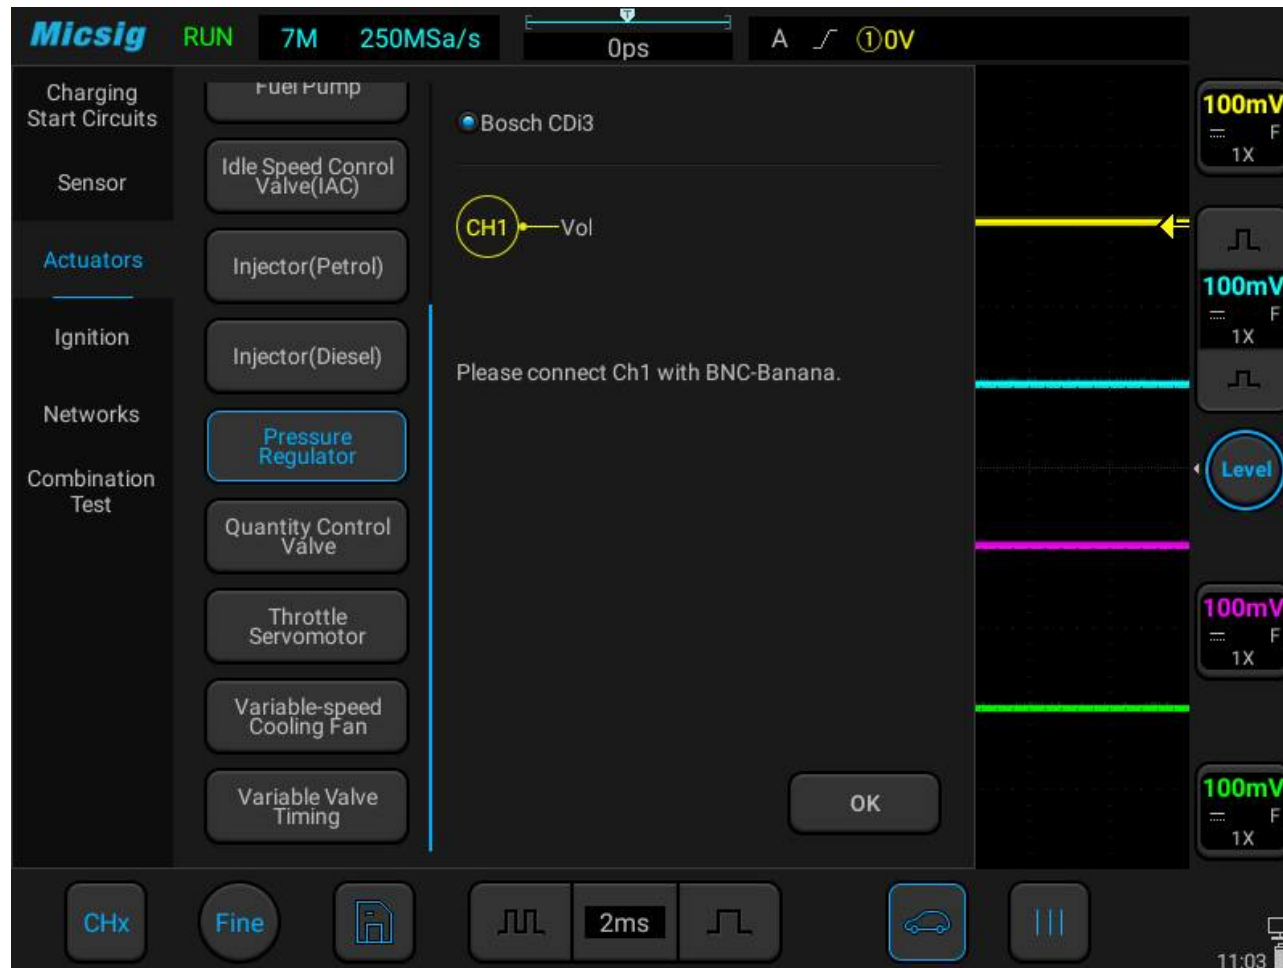 Micsig RUN 7M 250MSa/s T 0ps A ①0V
Charging
Start Circuits
Sensor
Actuators
Ignition
Networks
Combination
Test
Fuel Pump
Idle Speed Conrol
Valve(IAC)
Injector(Petrol)
Injector(Diesel)
Pressure
Regulator
Quantity Control
Valve
Throttle
Servomotor
Variable-speed
Cooling Fan
Variable Valve
Timing
Bosch CDi3
CH1 Vol
Please connect Ch1 with BNC-Banana.
OK
100mV
F
1X
100mV
F
1X
Level
100mV
F
1X
100mV
F
1X
CHx Fine 2ms
11:03